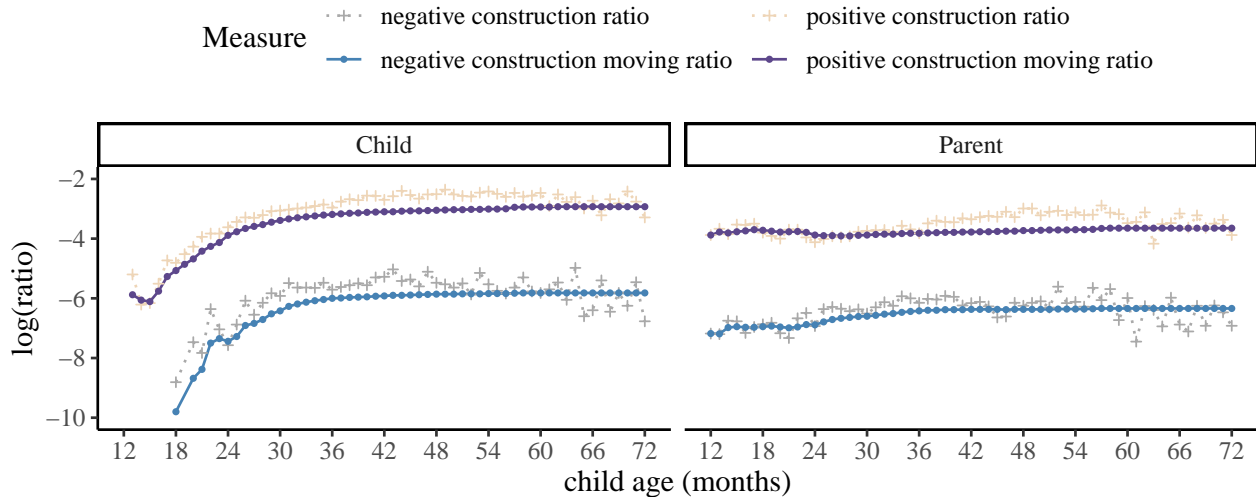 Measure
negative construction ratio
positive construction ratio
negative construction moving ratio
positive construction moving ratio
Child
Parent
log(ratio)
−2
−4
−6
−8
−10
12 18 24 30 36 42 48 54 60 66 72
12 18 24 30 36 42 48 54 60 66 72
child age (months)